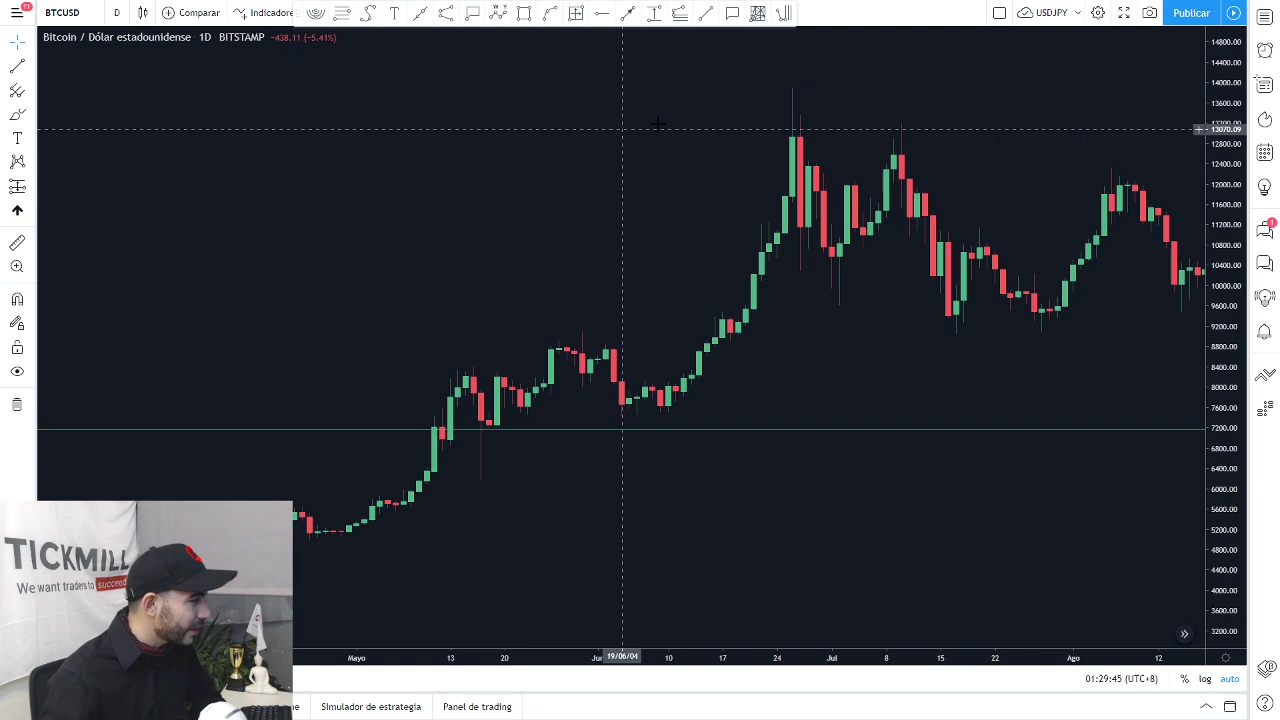 11
BTCUSD
D
Comparar
Indicadore
USDJPY
Publicar
Bitcoin / Dólar estadounidense 1D BITSTAMP -438.11 (-5.41%)
14800.00
14400.00
14000.00
13600.00
13070.09
12800.00
12400.00
12000.00
11600.00
11200.00
10800.00
10400.00
10000.00
9600.00
9200.00
8800.00
8400.00
8000.00
7600.00
7200.00
6800.00
6400.00
6000.00
5600.00
5200.00
4800.00
4400.00
4000.00
3600.00
3200.00
1
TICKMILL
We want traders to succeed
Mayo 13 20 Jun 19/06/04 10 17 24 Jul 8 15 22 Ago 12
01:29:45 (UTC+8) % log auto
ne Simulador de estrategia Panel de trading